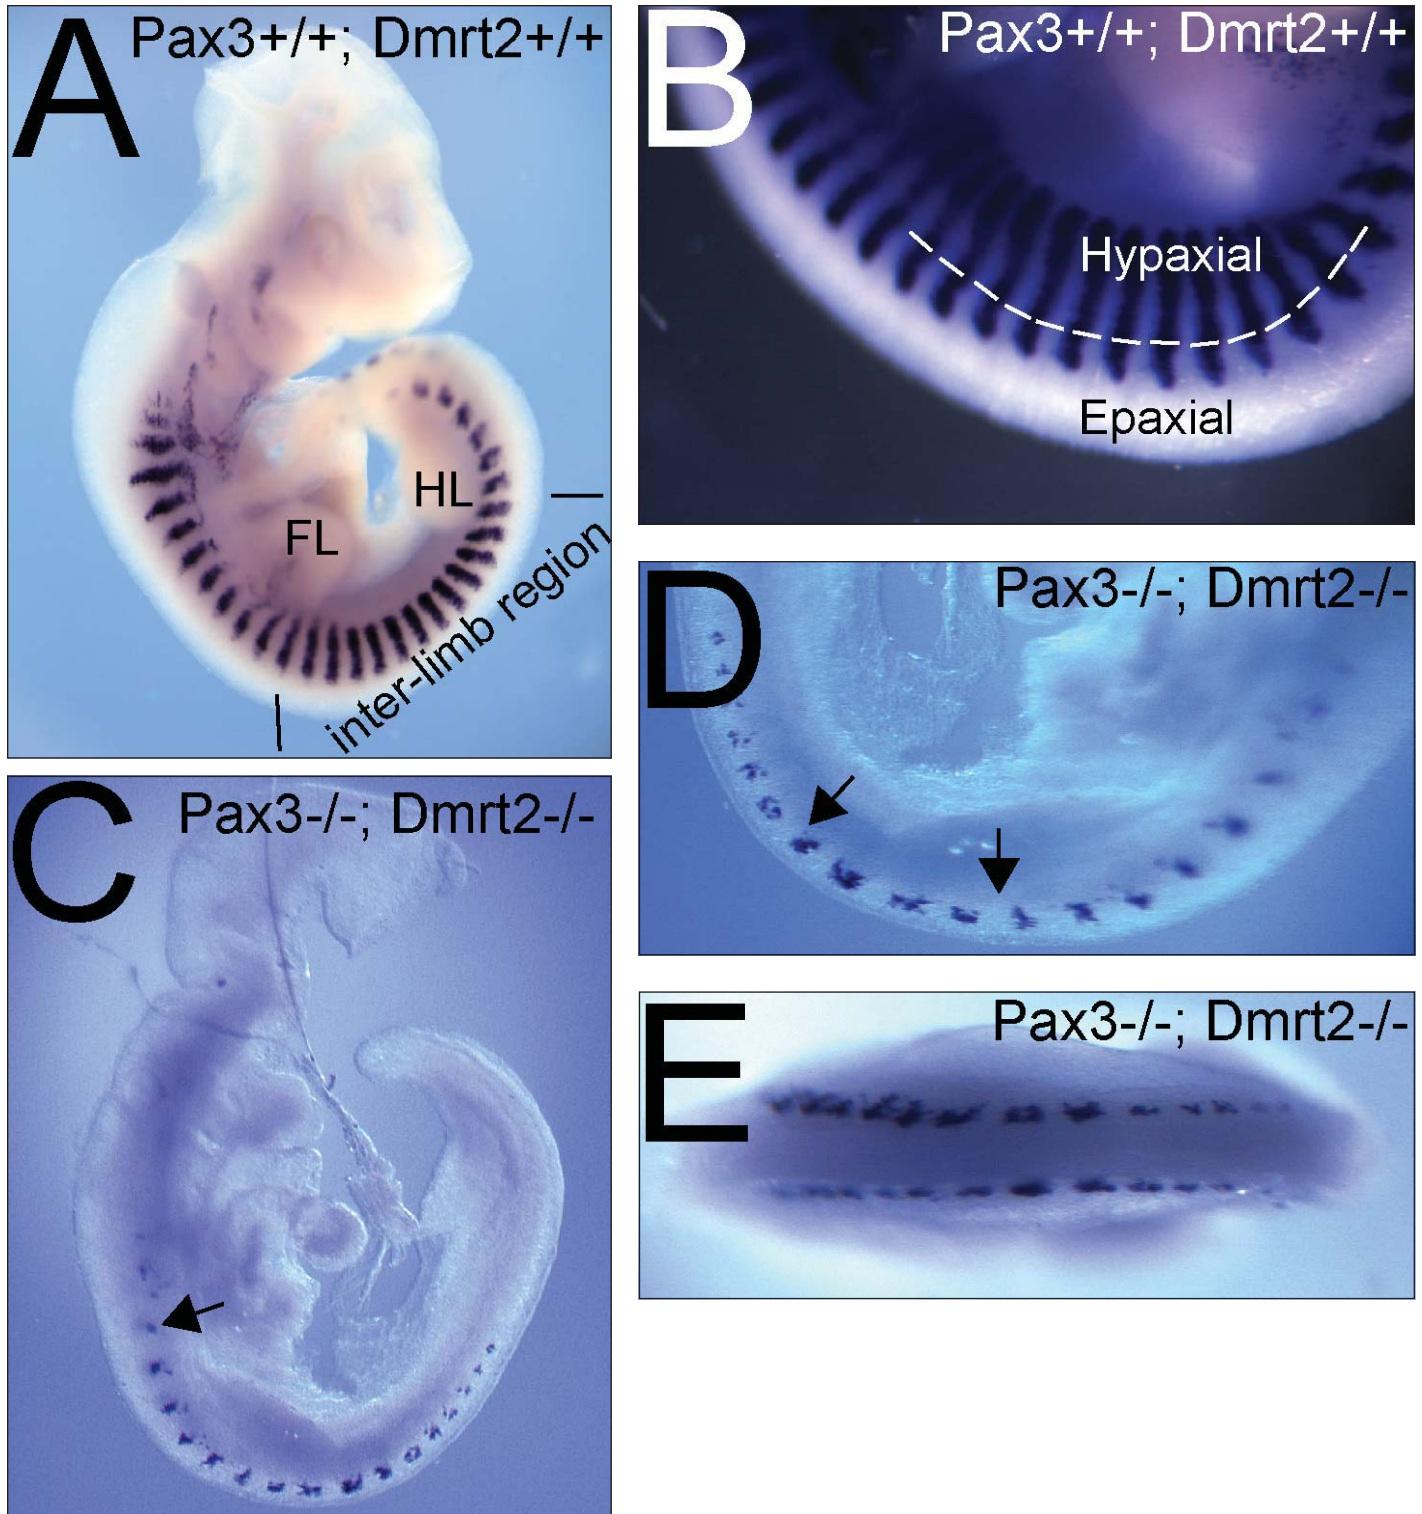 A
Pax3+/+; Dmrt2+/+
HL
FL
inter-limb region
B
Pax3+/+; Dmrt2+/+
Hypaxial
Epaxial
C
Pax3-/-; Dmrt2-/-
D
Pax3-/-; Dmrt2-/-
E
Pax3-/-; Dmrt2-/-